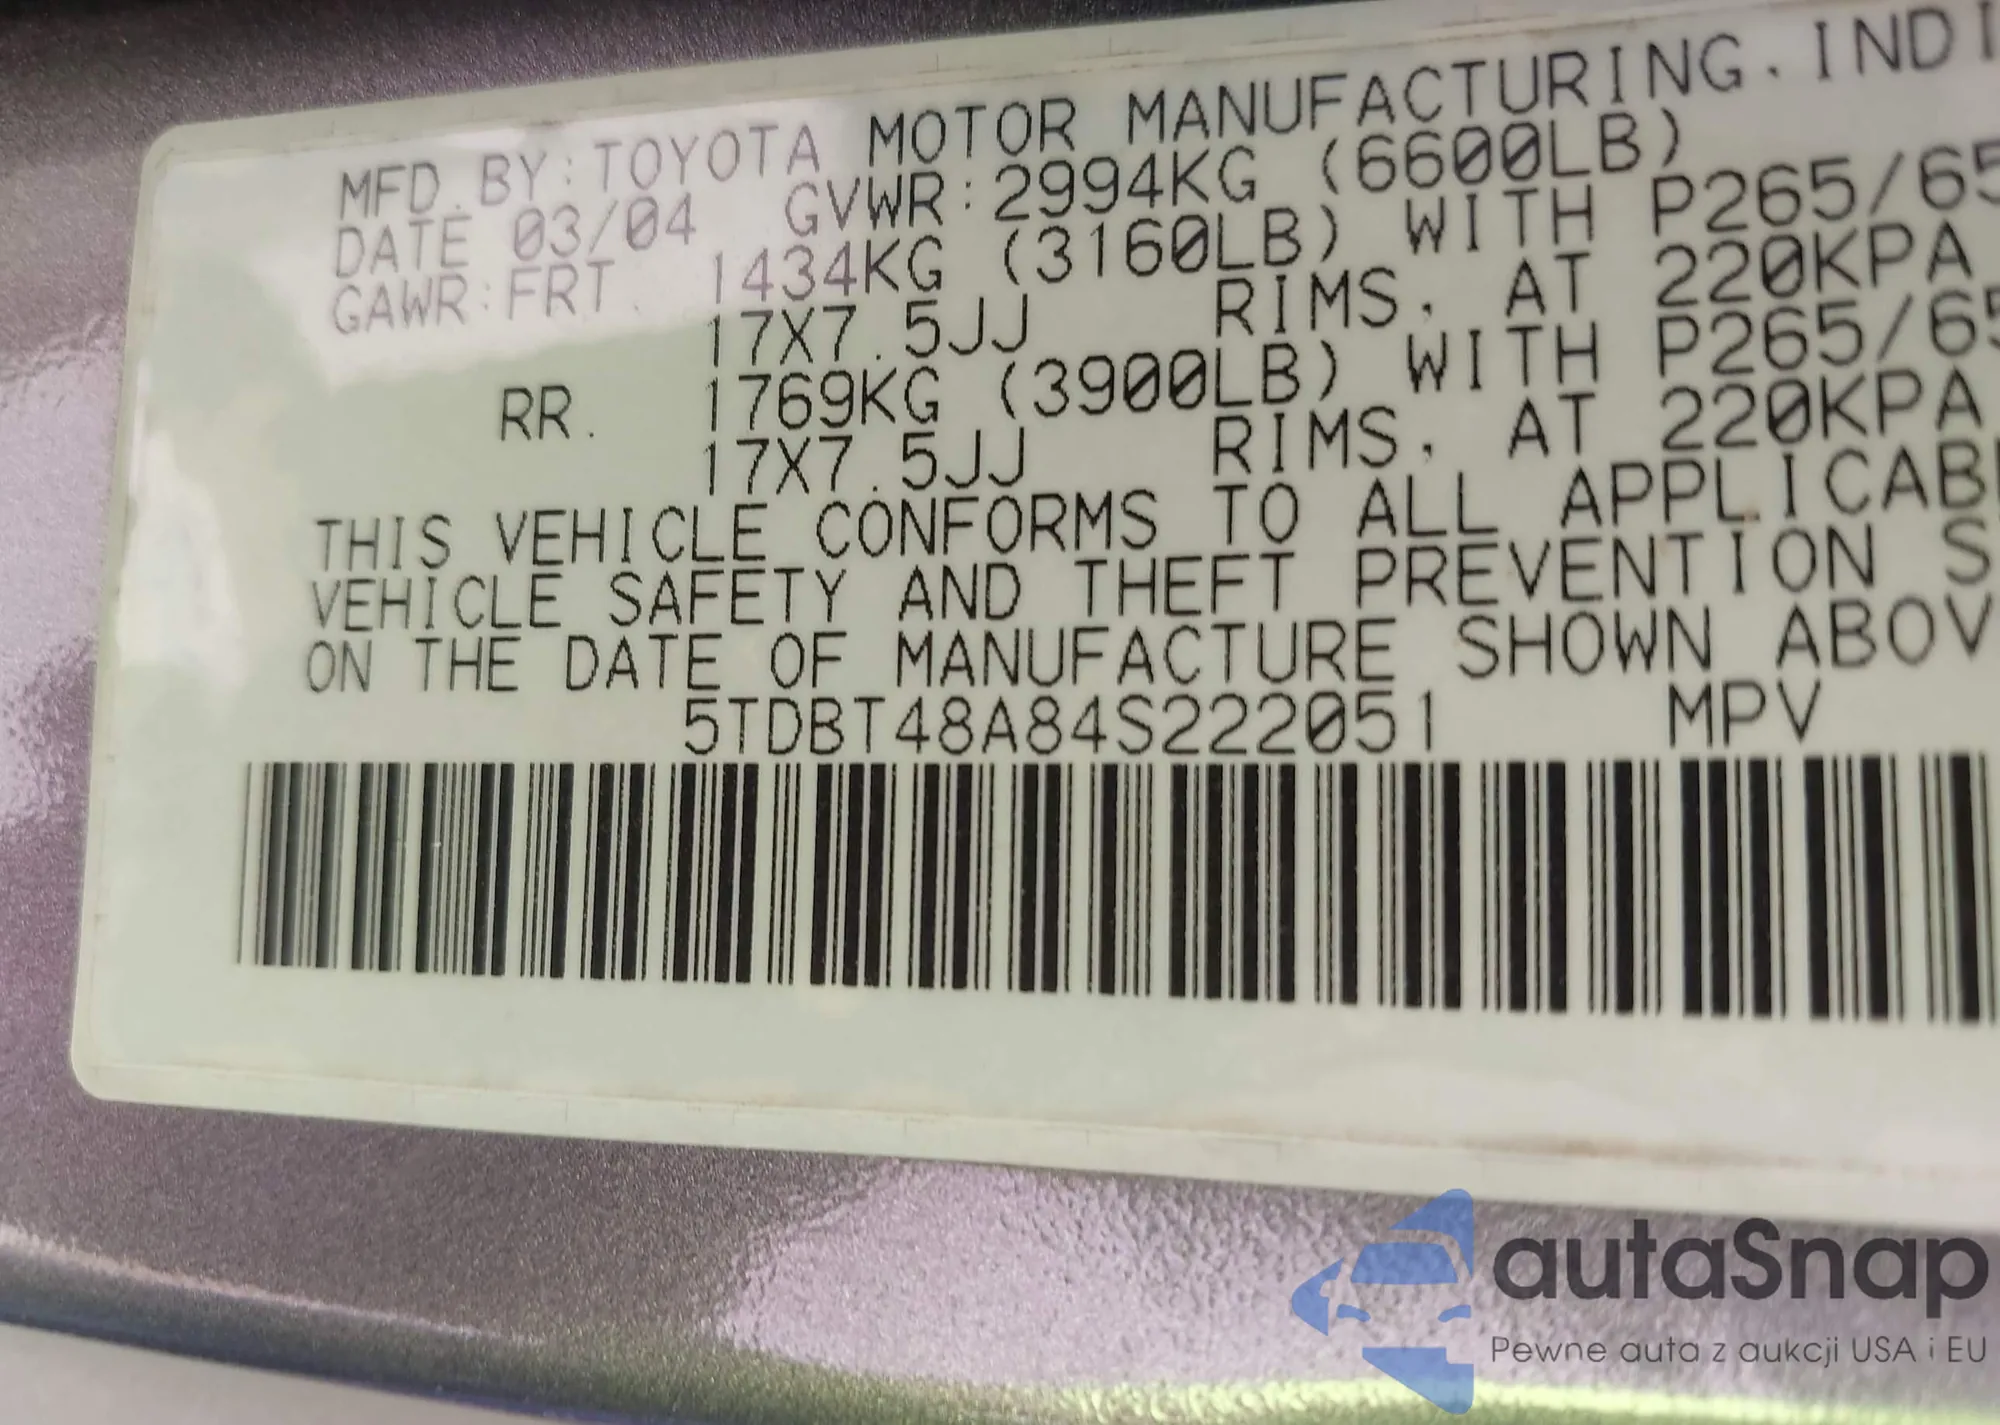 MFD.BY:TOYOTA MOTOR MANUFACTURING.INDI
DATE 03/04 GVWR:2994KG (6600LB)
GAWR:FRT. 1434KG (3160LB) WITH P265/65
17X7.5JJ RIMS, AT 220KPA
RR. 1769KG (3900LB) WITH P265/65
17X7.5JJ RIMS, AT 220KPA
THIS VEHICLE CONFORMS TO ALL APPLICABL
VEHICLE SAFETY AND THEFT PREVENTION S
ON THE DATE OF MANUFACTURE SHOWN ABOV
5TDBT48A84S222051 MPV
autaSnap
Pewne auta z aukcji USA i EU